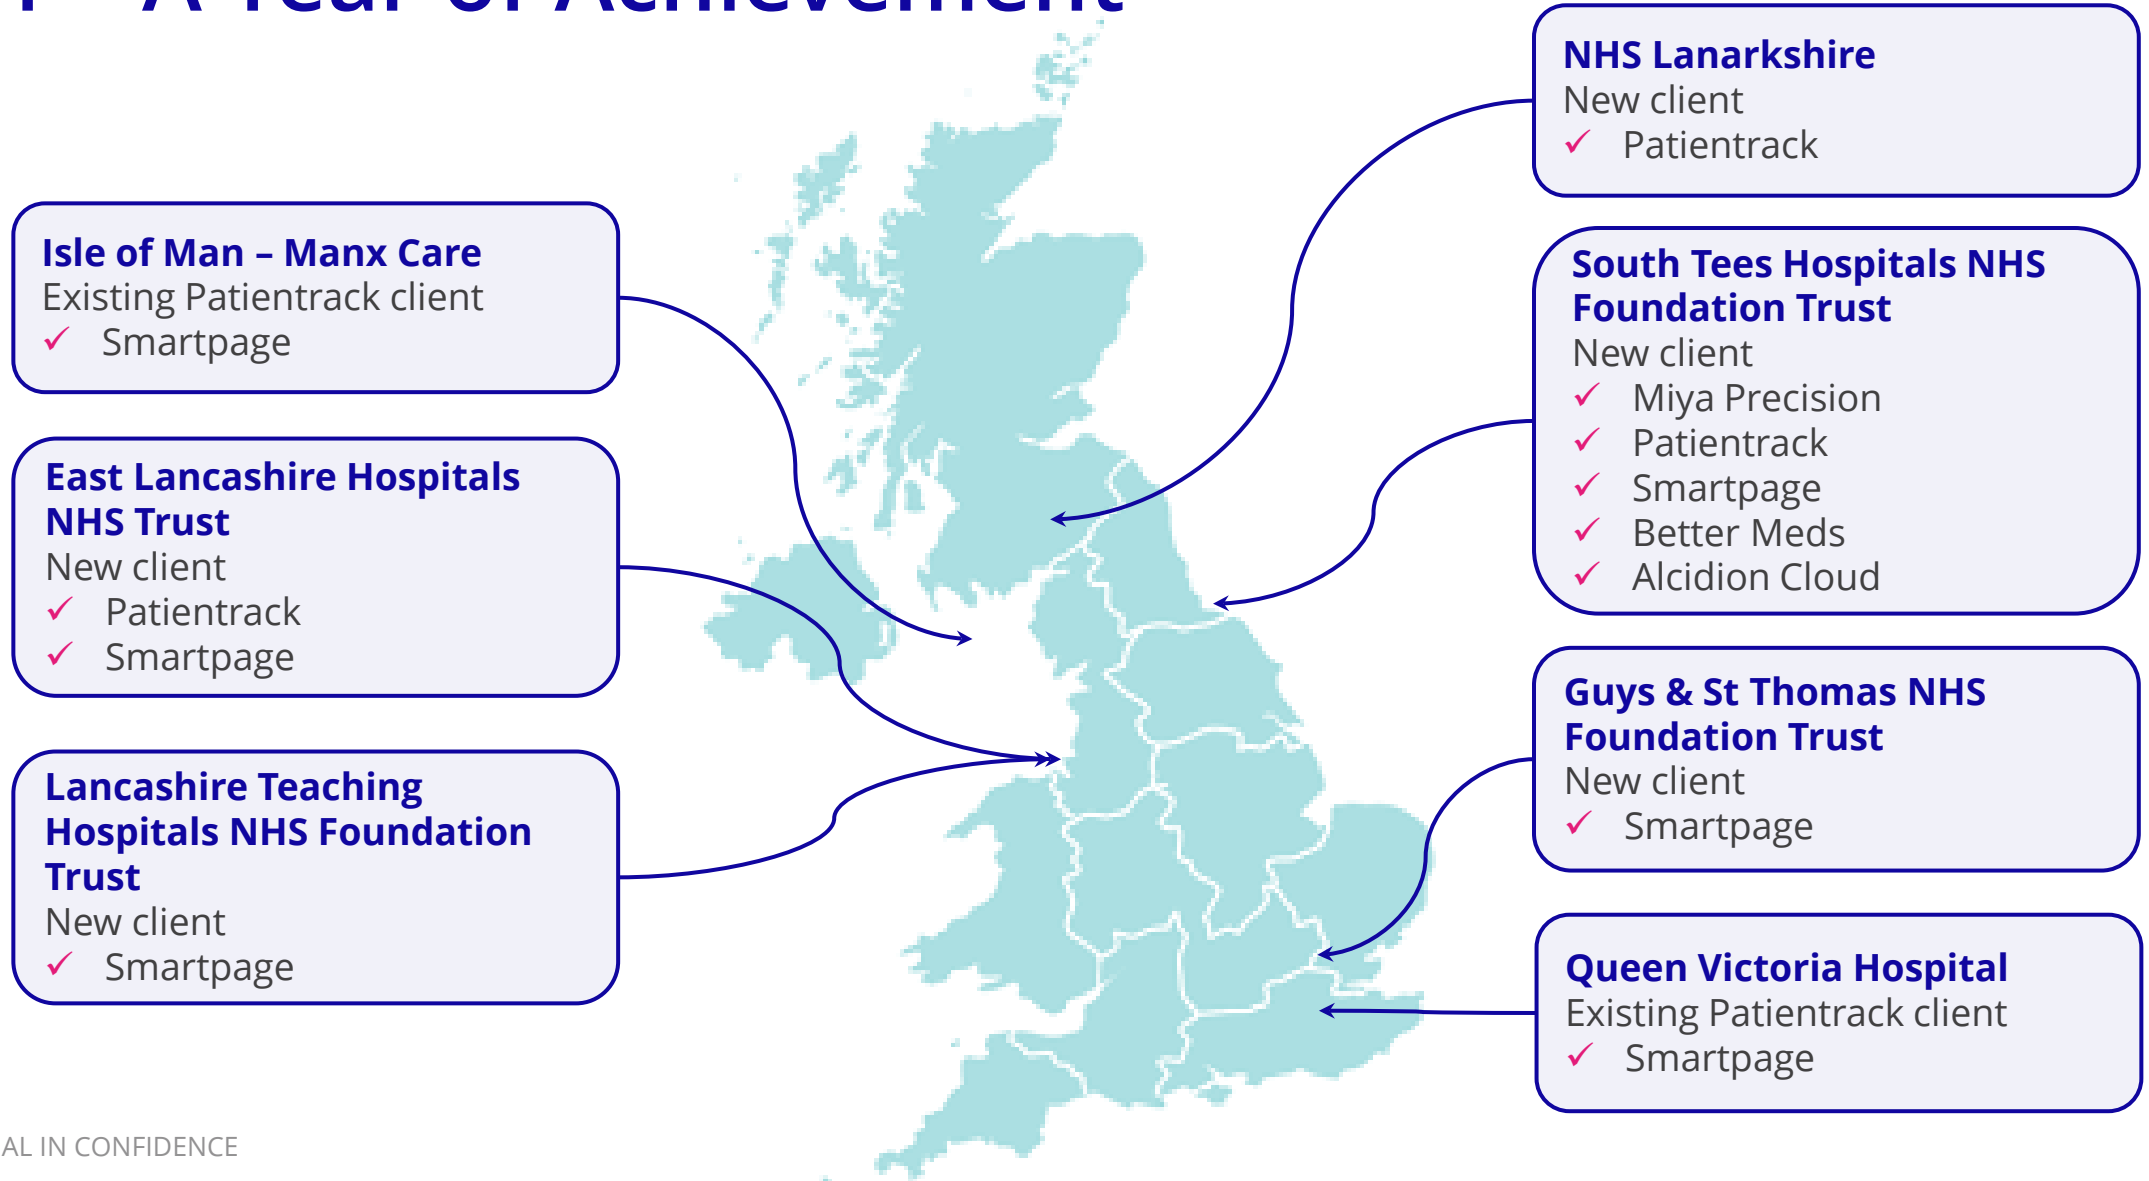 A Year of Achievement
Isle of Man – Manx Care
Existing Patientrack client
✓ Smartpage
East Lancashire Hospitals
NHS Trust
New client
✓ Patientrack
✓ Smartpage
Lancashire Teaching
Hospitals NHS Foundation
Trust
New client
✓ Smartpage
NHS Lanarkshire
New client
✓ Patientrack
South Tees Hospitals NHS
Foundation Trust
New client
✓ Miya Precision
✓ Patientrack
✓ Smartpage
✓ Better Meds
✓ Alcidion Cloud
Guys & St Thomas NHS
Foundation Trust
New client
✓ Smartpage
Queen Victoria Hospital
Existing Patientrack client
✓ Smartpage
AL IN CONFIDENCE